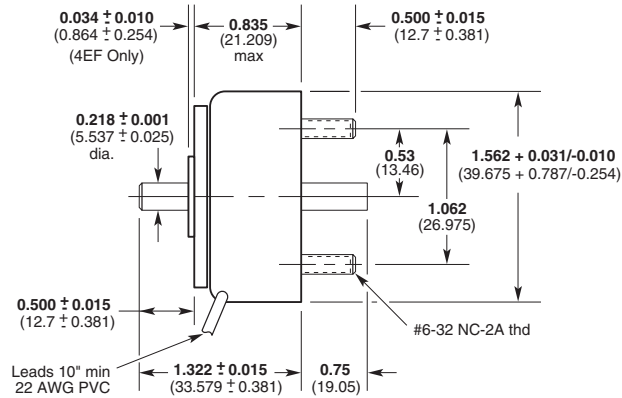 0.034 ± 0.010
(0.864 ± 0.254)
(4EF Only)
0.835
(21.209)
max
0.500 ± 0.015
(12.7 ± 0.381)
0.218 ± 0.001
(5.537 ± 0.025)
dia.
0.53
(13.46)
1.562 + 0.031/-0.010
(39.675 + 0.787/-0.254)
1.062
(26.975)
0.500 ± 0.015
(12.7 ± 0.381)
#6-32 NC-2A thd
Leads 10" min
22 AWG PVC
1.322 ± 0.015
(33.579 ± 0.381)
0.75
(19.05)